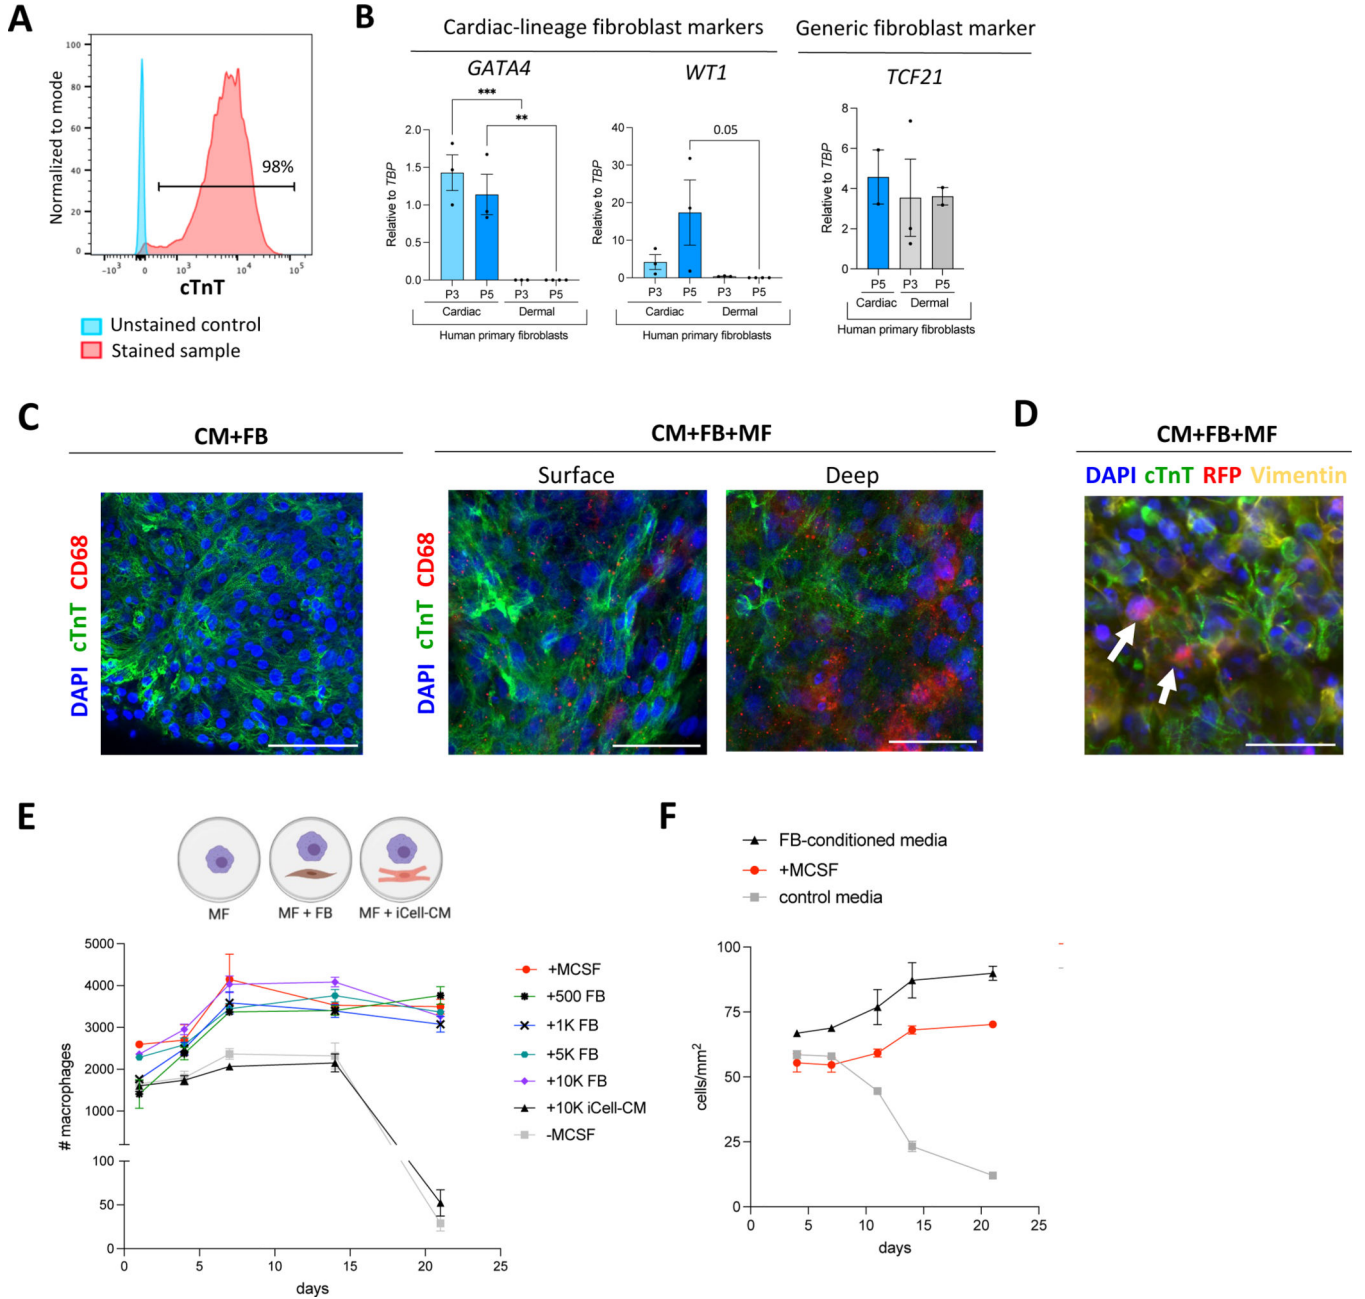 A
Normalized to mode
100
80
60
40
20
0
98%
-10³ 0 10³ 10⁴ 10⁵
cTnT
Unstained control
Stained sample
B
Cardiac-lineage fibroblast markers
Generic fibroblast marker
GATA4
***
**
Relative to TBP
2.0
1.5
1.0
0.5
0.0
P3 P5 P3 P5
Cardiac Dermal
Human primary fibroblasts
WT1
0.05
Relative to TBP
40
30
20
10
0
P3 P5 P3 P5
Cardiac Dermal
Human primary fibroblasts
TCF21
Relative to TBP
8
6
4
2
0
P5 P3 P5
Cardiac Dermal
Human primary fibroblasts
C
CM+FB
DAPI cTnT CD68
CM+FB+MF
Surface Deep
DAPI cTnT CD68
D
CM+FB+MF
DAPI cTnT RFP Vimentin
E
MF MF + FB MF + iCell-CM
# macrophages
5000
4000
3000
2000
1000
100
50
0
0 5 10 15 20 25
days
+MCSF
+500 FB
+1K FB
+5K FB
+10K FB
+10K iCell-CM
-MCSF
F
FB-conditioned media
+MCSF
control media
cells/mm²
100
75
50
25
0
0 5 10 15 20 25
days